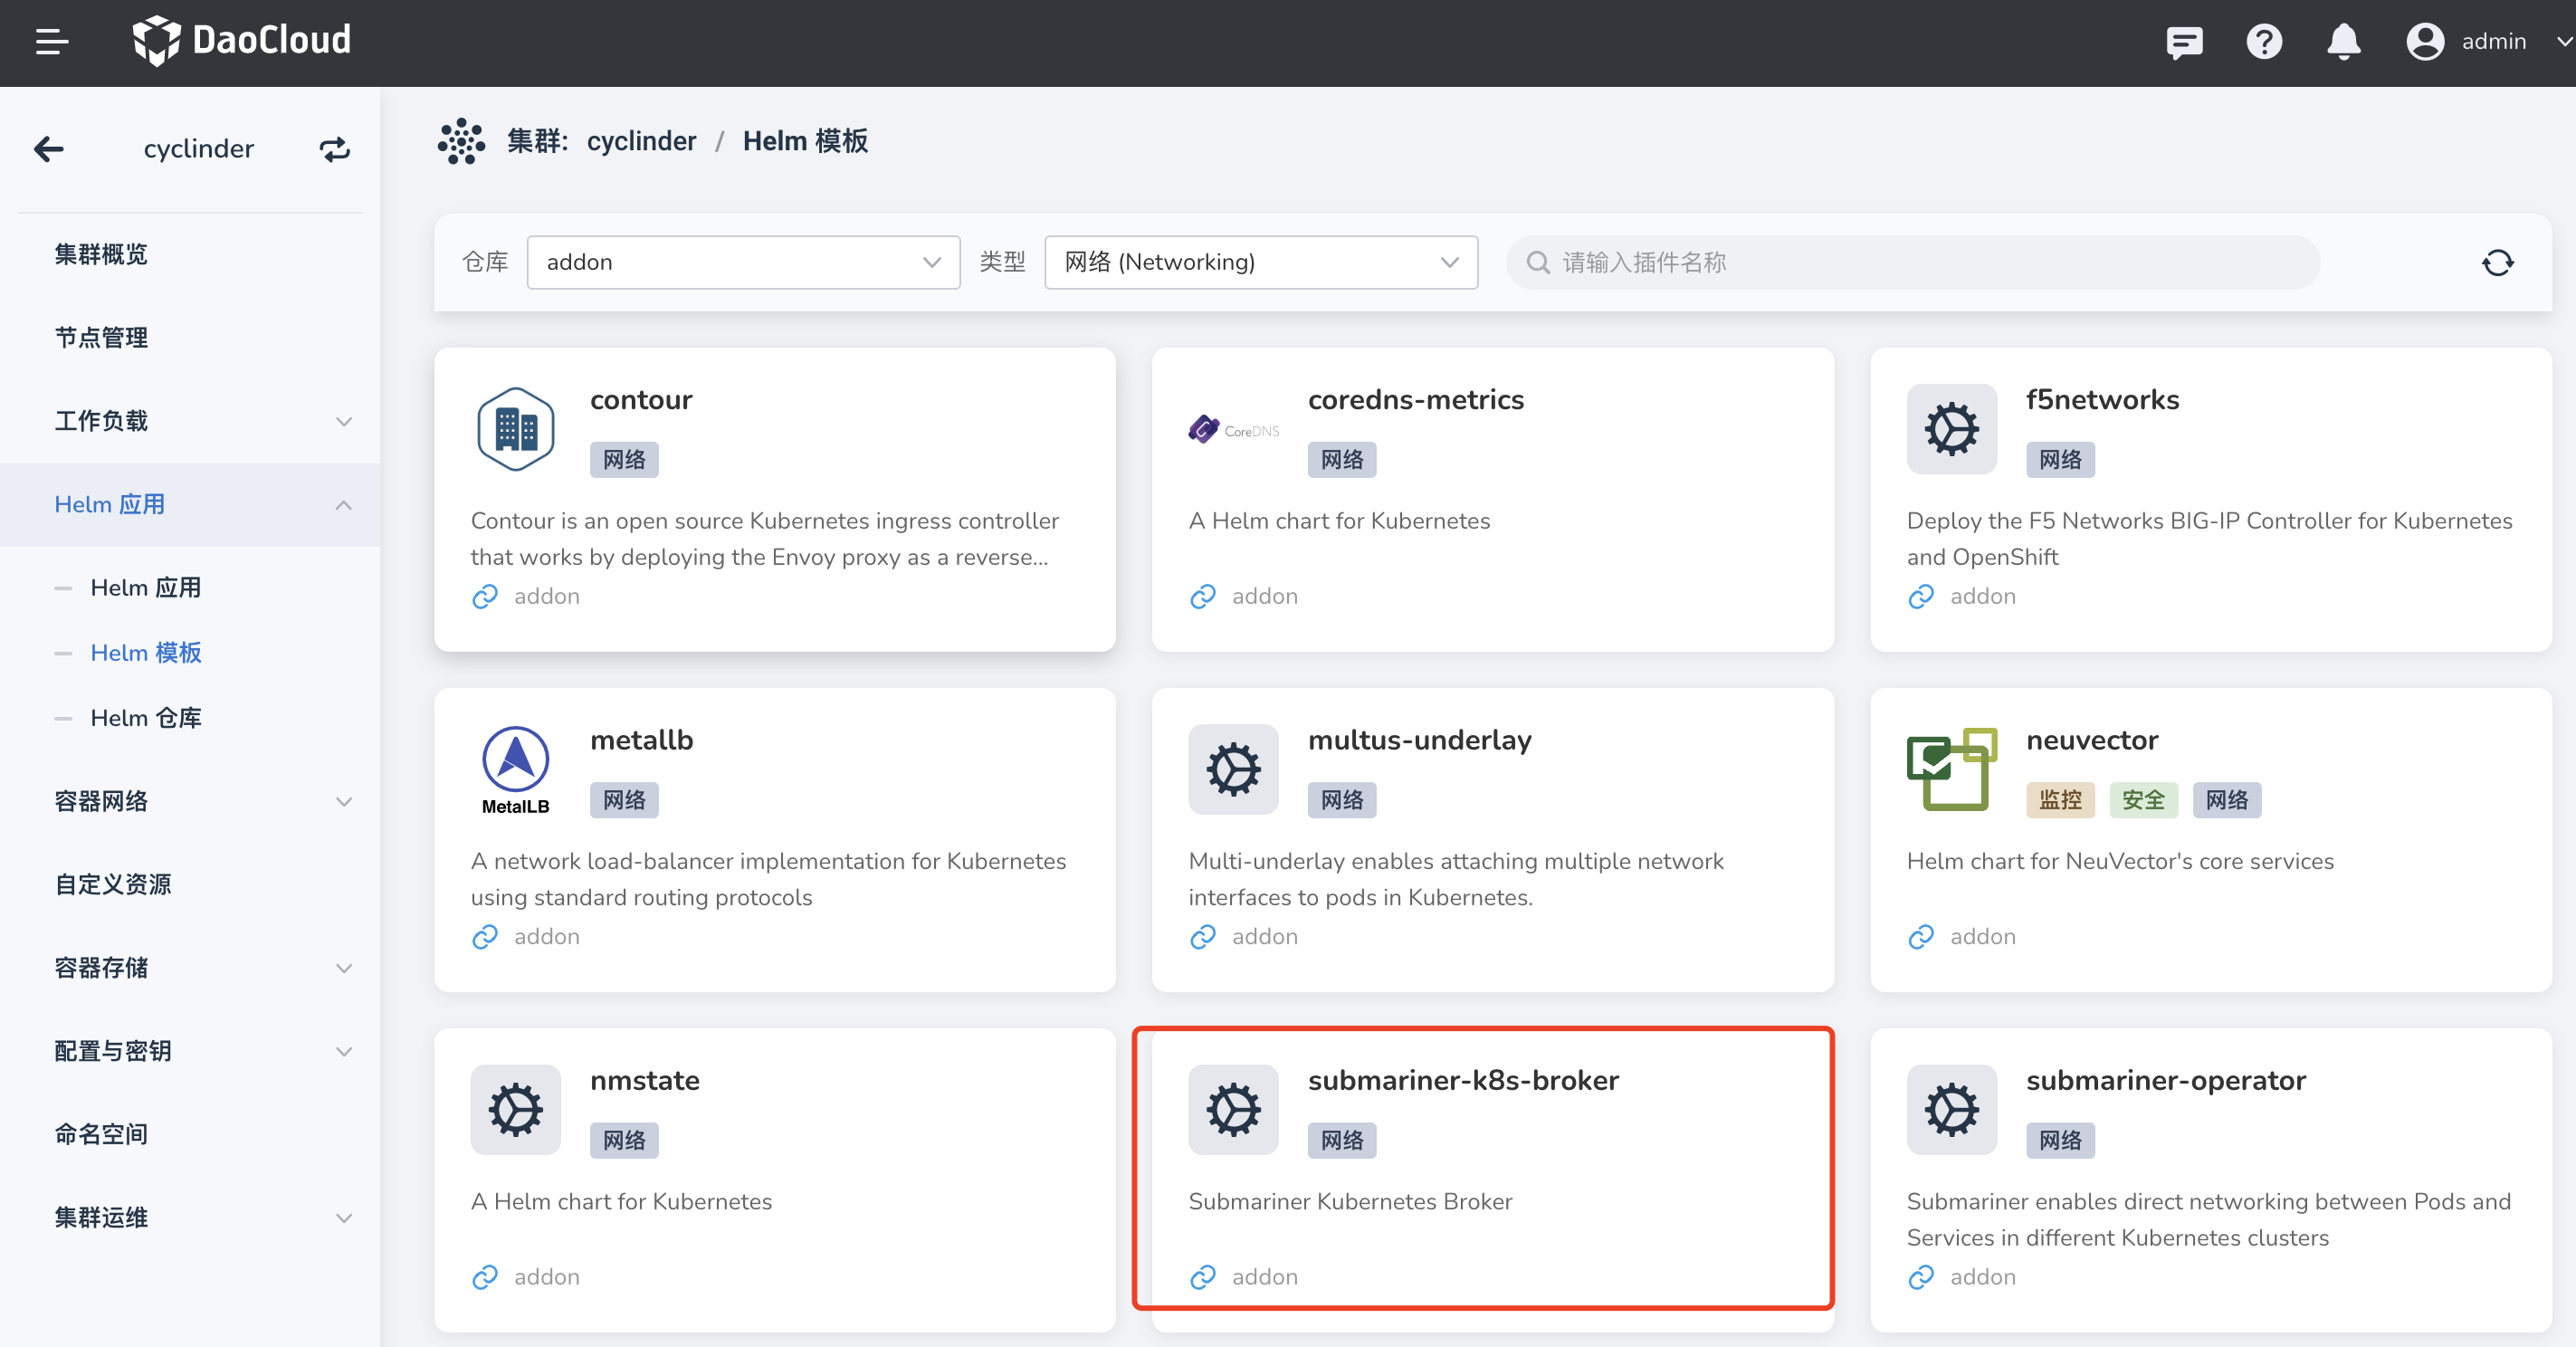 DaoCloud
admin
cyclinder
集群概览
节点管理
工作负载
Helm 应用
Helm 应用
Helm 模板
Helm 仓库
容器网络
自定义资源
容器存储
配置与密钥
命名空间
集群运维
集群: cyclinder / Helm 模板
仓库 addon 类型 网络 (Networking) 请输入插件名称
contour
网络
Contour is an open source Kubernetes ingress controller
that works by deploying the Envoy proxy as a reverse...
addon
CoreDNS
coredns-metrics
网络
A Helm chart for Kubernetes
addon
f5networks
网络
Deploy the F5 Networks BIG-IP Controller for Kubernetes
and OpenShift
addon
MetalLB
metallb
网络
A network load-balancer implementation for Kubernetes
using standard routing protocols
addon
multus-underlay
网络
Multi-underlay enables attaching multiple network
interfaces to pods in Kubernetes.
addon
neuvector
监控 安全 网络
Helm chart for NeuVector's core services
addon
nmstate
网络
A Helm chart for Kubernetes
addon
submariner-k8s-broker
网络
Submariner Kubernetes Broker
addon
submariner-operator
网络
Submariner enables direct networking between Pods and
Services in different Kubernetes clusters
addon